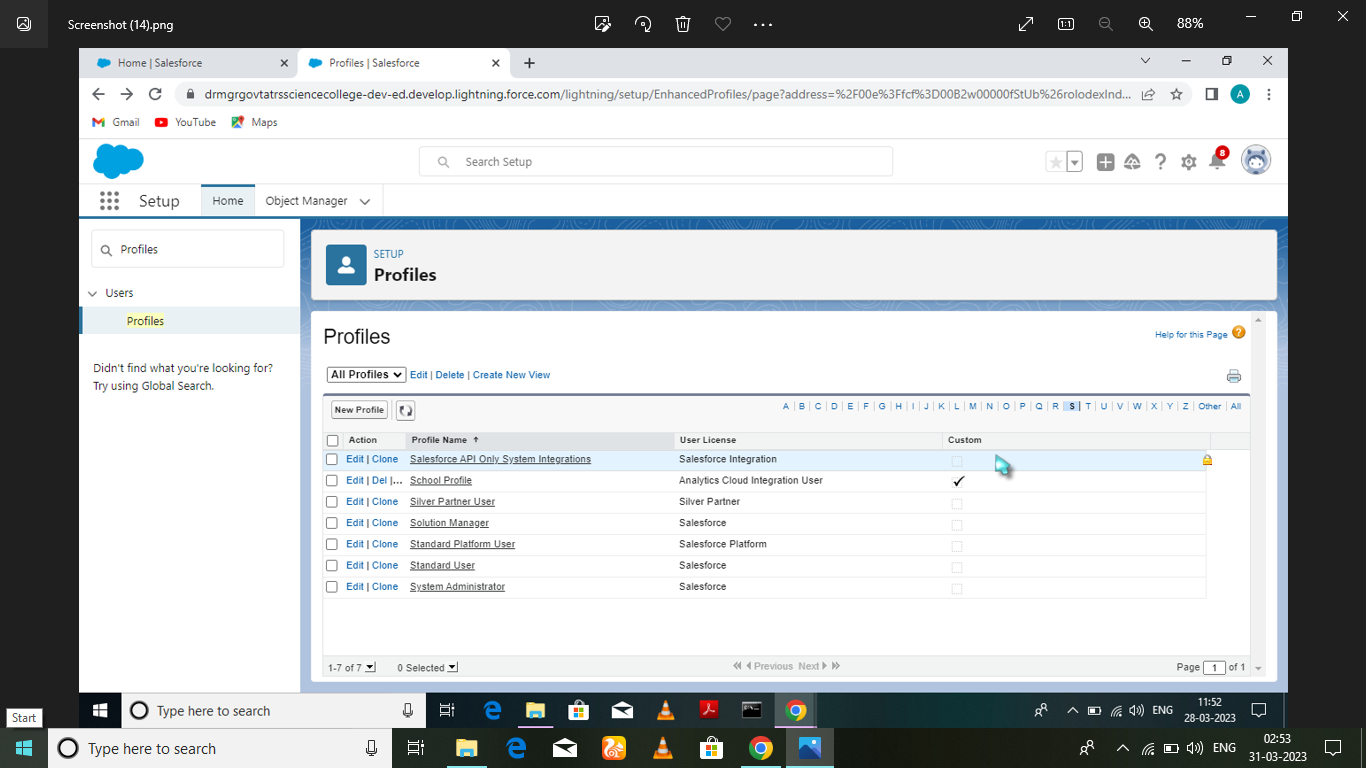 Screenshot (14).png
88%
Home | Salesforce
Profiles | Salesforce
drmgrgovtatrssciencecollege-dev-ed.develop.lightning.force.com/lightning/setup/EnhancedProfiles/page?address=%2F00e%3Ffcf%3D00B2w00000fStUb%26rolodexInd...
A
Gmail YouTube Maps
Search Setup
8
Setup Home Object Manager
Profiles
Users
Profiles
Didn't find what you're looking for?
Try using Global Search.
SETUP
Profiles
Profiles
Help for this Page
All Profiles Edit | Delete | Create New View
New Profile
A | B | C | D | E | F | G | H | I | J | K | L | M | N | O | P | Q | R | S | T | U | V | W | X | Y | Z | Other | All
Action Profile Name User License Custom
Edit | Clone Salesforce API Only System Integrations Salesforce Integration
Edit | Del |... School Profile Analytics Cloud Integration User
Edit | Clone Silver Partner User Silver Partner
Edit | Clone Solution Manager Salesforce
Edit | Clone Standard Platform User Salesforce Platform
Edit | Clone Standard User Salesforce
Edit | Clone System Administrator Salesforce
1-7 of 7 0 Selected Previous Next Page 1 of 1
Type here to search
ENG
11:52
28-03-2023
Start
Type here to search
ENG
02:53
31-03-2023